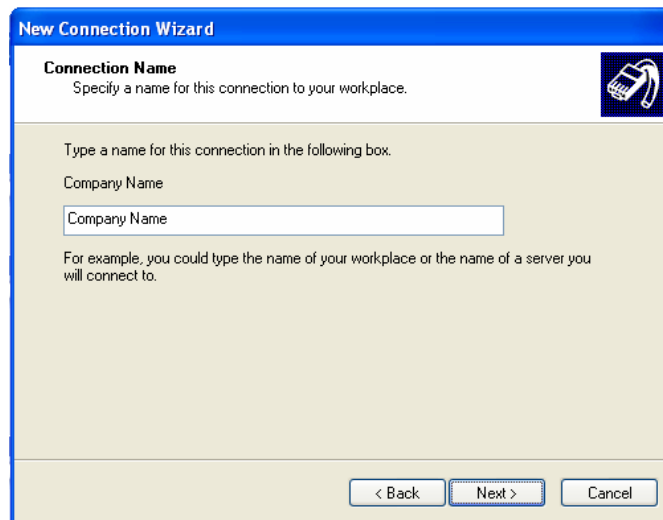 New Connection Wizard
Connection Name
Specify a name for this connection to your workplace.
Type a name for this connection in the following box.
Company Name
Company Name
For example, you could type the name of your workplace or the name of a server you
will connect to.
< Back
Next >
Cancel